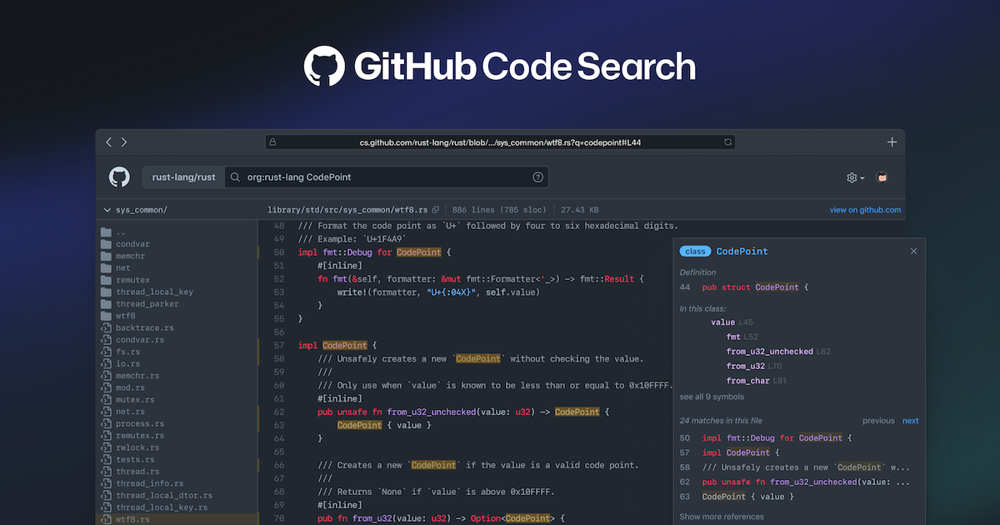 GitHub Code Search
cs.github.com/rust-lang/rust/blob/.../sys_common/wtf8.rs?q=codepoint#L44
rust-lang/rust
org:rust-lang CodePoint
sys_common/
library/std/src/sys_common/wtf8.rs
886 lines (785 sloc)
27.43 KB
view on github.com
..
condvar
memchr
net
remutex
thread_local_key
thread_parker
wtf8
backtrace.rs
condvar.rs
fs.rs
io.rs
memchr.rs
mod.rs
mutex.rs
net.rs
process.rs
remutex.rs
rwlock.rs
tests.rs
thread.rs
thread_info.rs
thread_local_dtor.rs
thread_local_key.rs
wtf8.rs
48 /// Format the code point as `U+` followed by four to six hexadecimal digits.
49 /// Example: `U+1F4A9`
50 impl fmt::Debug for CodePoint {
51     #[inline]
52     fn fmt(&self, formatter: &mut fmt::Formatter<'_>) -> fmt::Result {
53         write!(formatter, "U+{:04X}", self.value)
54     }
55 }
56
57 impl CodePoint {
58     /// Unsafely creates a new `CodePoint` without checking the value.
59     ///
60     /// Only use when `value` is known to be less than or equal to 0x10FFFF.
61     #[inline]
62     pub unsafe fn from_u32_unchecked(value: u32) -> CodePoint {
63         CodePoint { value }
64     }
65
66     /// Creates a new `CodePoint` if the value is a valid code point.
67     ///
68     /// Returns `None` if `value` is above 0x10FFFF.
69     #[inline]
70     pub fn from_u32(value: u32) -> Option<CodePoint> {
class CodePoint
Definition
44 pub struct CodePoint {
In this class:
value L45
fmt L52
from_u32_unchecked L62
from_u32 L70
from_char L81
see all 9 symbols
24 matches in this file
previous next
50 impl fmt::Debug for CodePoint {
57 impl CodePoint {
58 /// Unsafely creates a new `CodePoint` w...
62 pub unsafe fn from_u32_unchecked(value: ...
63 CodePoint { value }
Show more references